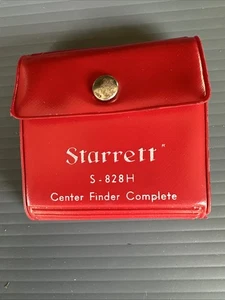 Starrett
S-828H
Center Finder Complete